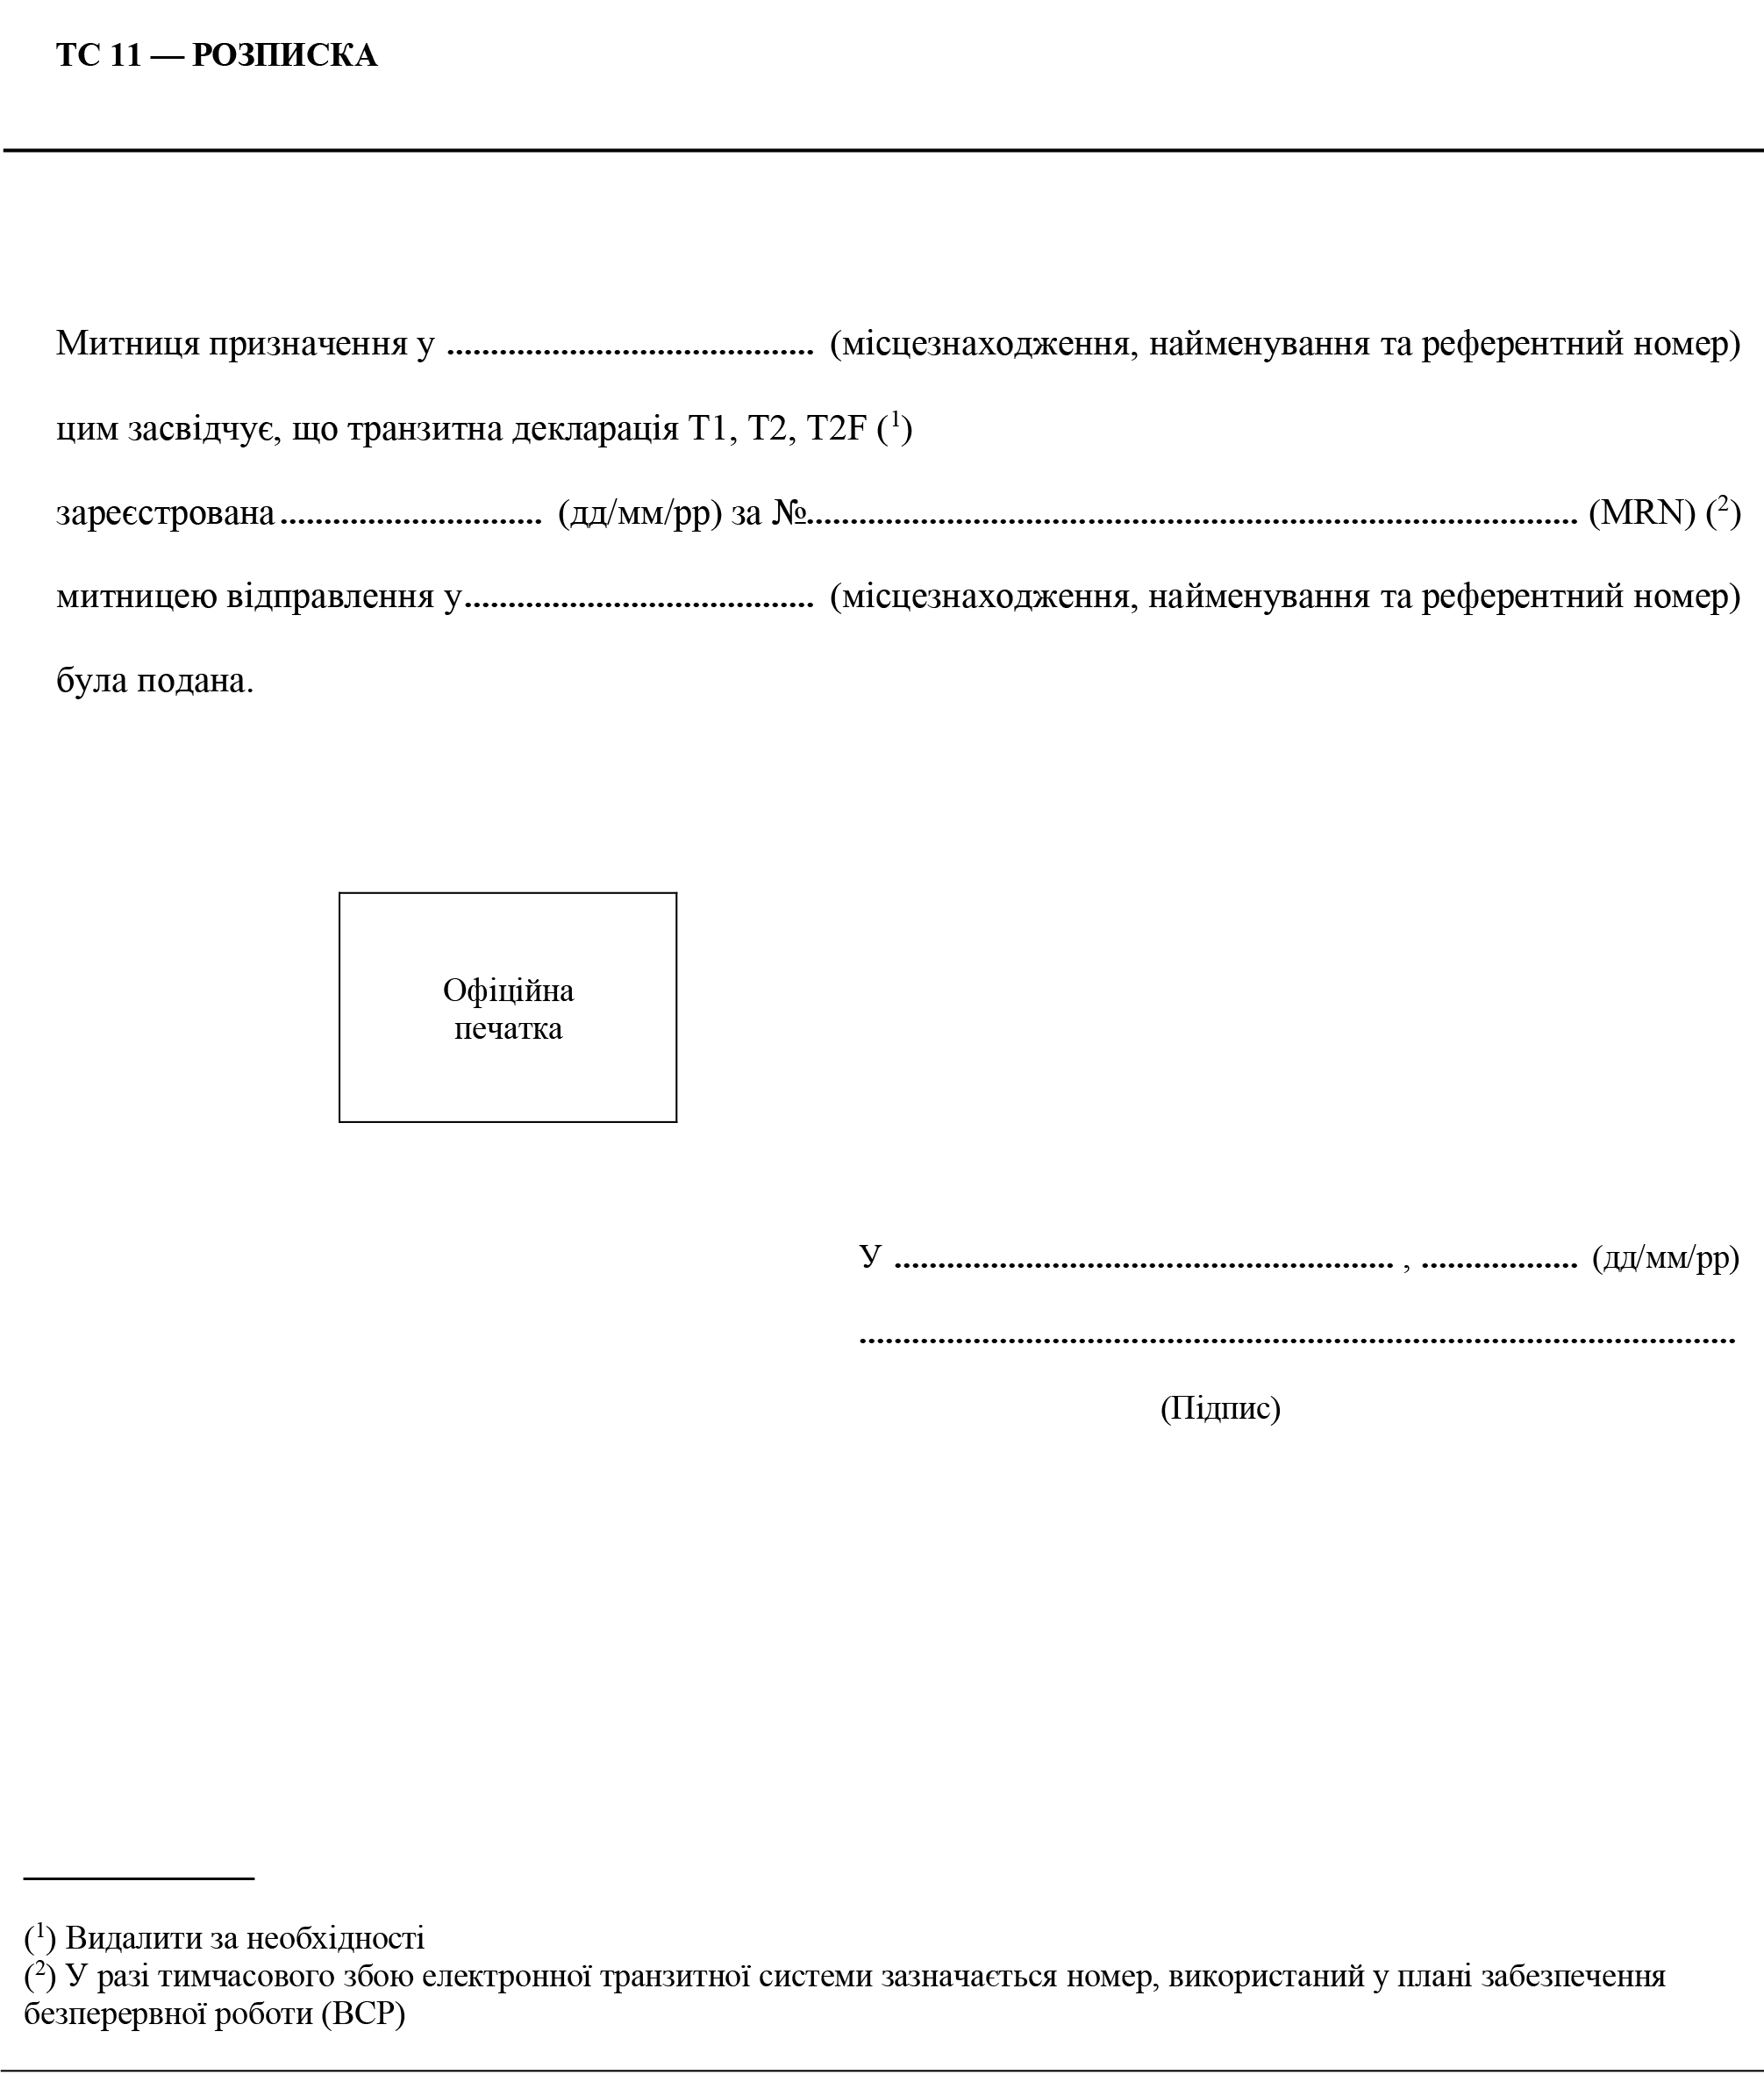 ТС 11 — РОЗПИСКА
Митниця призначення у .......................................... (місцезнаходження, найменування та референтний номер)
цим засвідчує, що транзитна декларація Т1, Т2, T2F (¹)
зареєстрована .............................. (дд/мм/рр) за №........................................................................................ (MRN) (²)
митницею відправлення у........................................ (місцезнаходження, найменування та референтний номер)
була подана.
Офіційна
печатка
У ......................................................... , .................. (дд/мм/рр)
....................................................................................................
(Підпис)
(¹) Видалити за необхідності
(²) У разі тимчасового збою електронної транзитної системи зазначається номер, використаний у плані забезпечення
безперервної роботи (BCP)